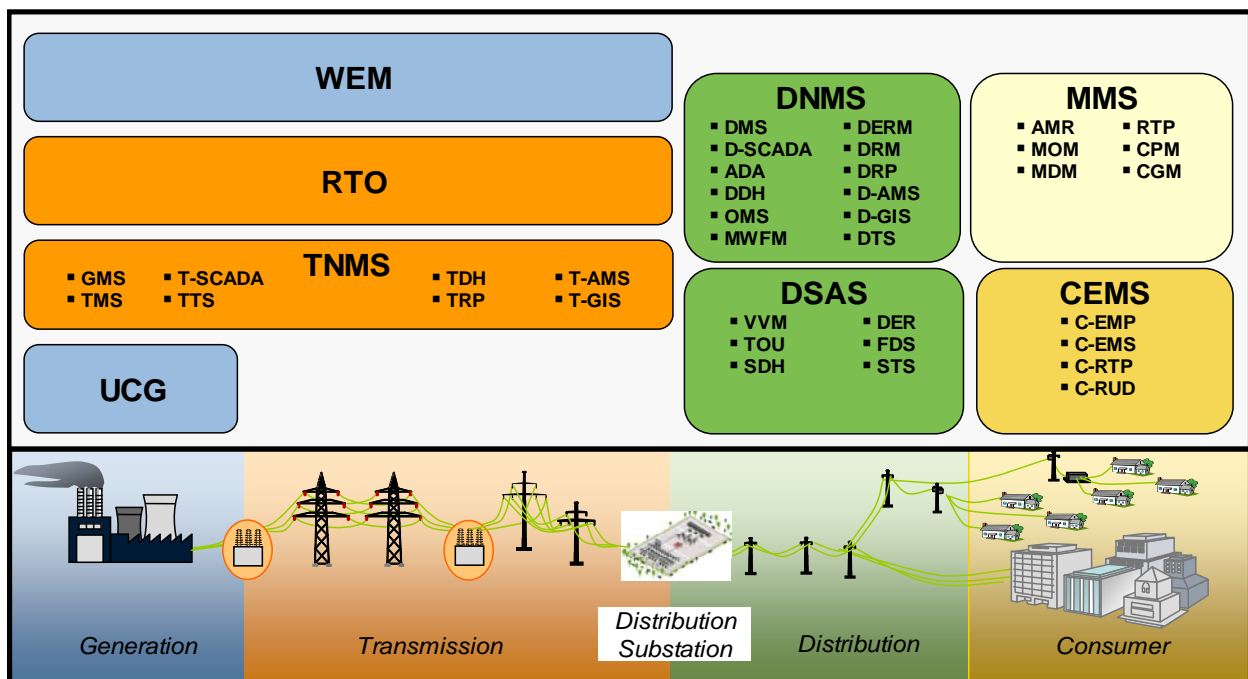 WEM
RTO
TNMS
▪ GMS
▪ TMS
▪ T-SCADA
▪ TTS
▪ TDH
▪ TRP
▪ T-AMS
▪ T-GIS
UCG
DNMS
▪ DMS
▪ D-SCADA
▪ ADA
▪ DDH
▪ OMS
▪ MWFM
▪ DERM
▪ DRM
▪ DRP
▪ D-AMS
▪ D-GIS
▪ DTS
DSAS
▪ VVM
▪ TOU
▪ SDH
▪ DER
▪ FDS
▪ STS
MMS
▪ AMR
▪ MOM
▪ MDM
▪ RTP
▪ CPM
▪ CGM
CEMS
▪ C-EMP
▪ C-EMS
▪ C-RTP
▪ C-RUD
Generation
Transmission
Distribution
Substation
Distribution
Consumer